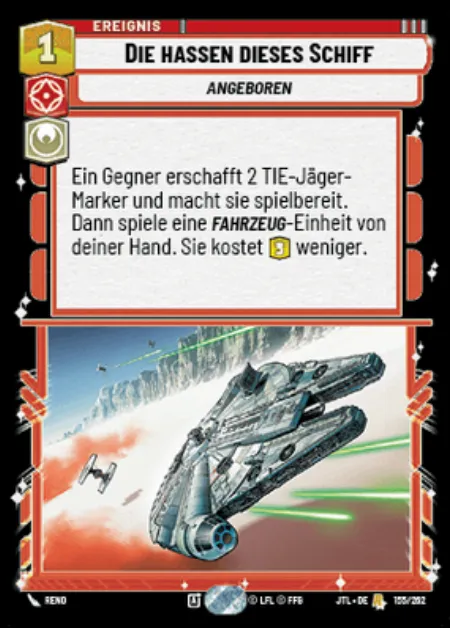 EREIGNIS
1
DIE HASSEN DIESES SCHIFF
ANGEBOREN
Ein Gegner erschafft 2 TIE-Jäger-
Marker und macht sie spielbereit.
Dann spiele eine FAHRZEUG-Einheit von
deiner Hand. Sie kostet 3 weniger.
RENO
A
© LFL © FFG
JTL • DE
155/262